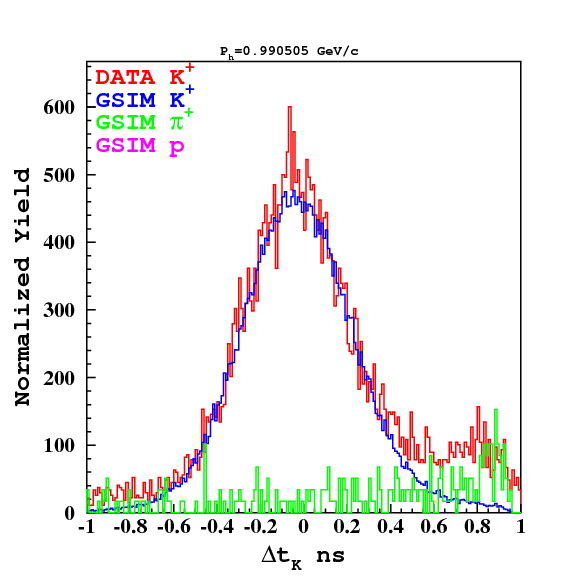 P_h=0.990505 GeV/c
DATA K⁺
GSIM K⁺
GSIM π⁺
GSIM p
Normalized Yield
600
500
400
300
200
100
0
-1 -0.8 -0.6 -0.4 -0.2 0 0.2 0.4 0.6 0.8 1
Δt_K ns